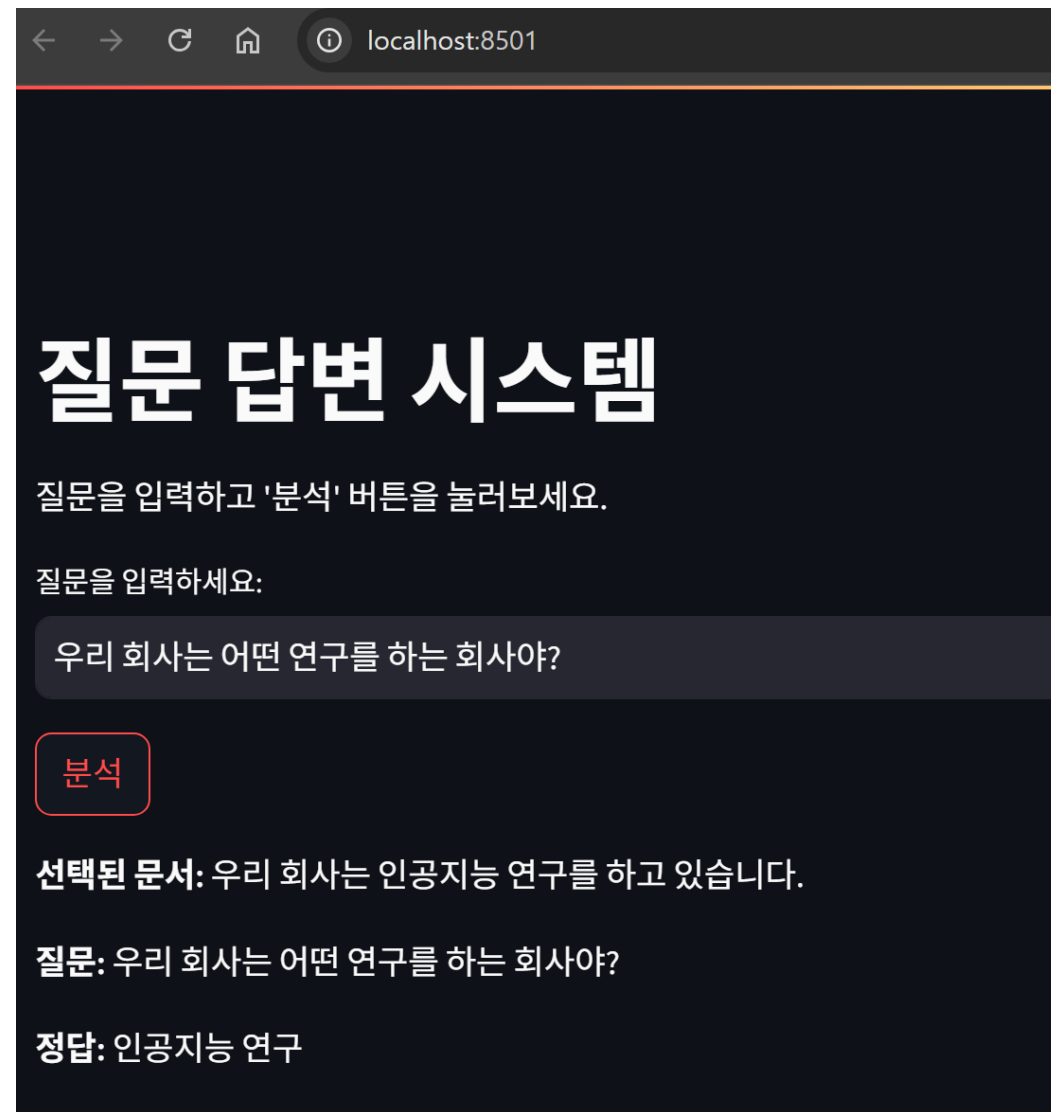 localhost:8501
질문 답변 시스템
질문을 입력하고 '분석' 버튼을 눌러보세요.
질문을 입력하세요:
우리 회사는 어떤 연구를 하는 회사야?
분석
선택된 문서: 우리 회사는 인공지능 연구를 하고 있습니다.
질문: 우리 회사는 어떤 연구를 하는 회사야?
정답: 인공지능 연구